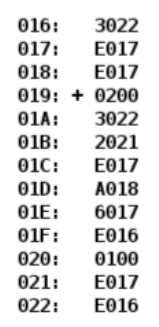 016: 3022
017: E017
018: E017
019: + 0200
01A: 3022
01B: 2021
01C: E017
01D: A018
01E: 6017
01F: E016
020: 0100
021: E017
022: E016